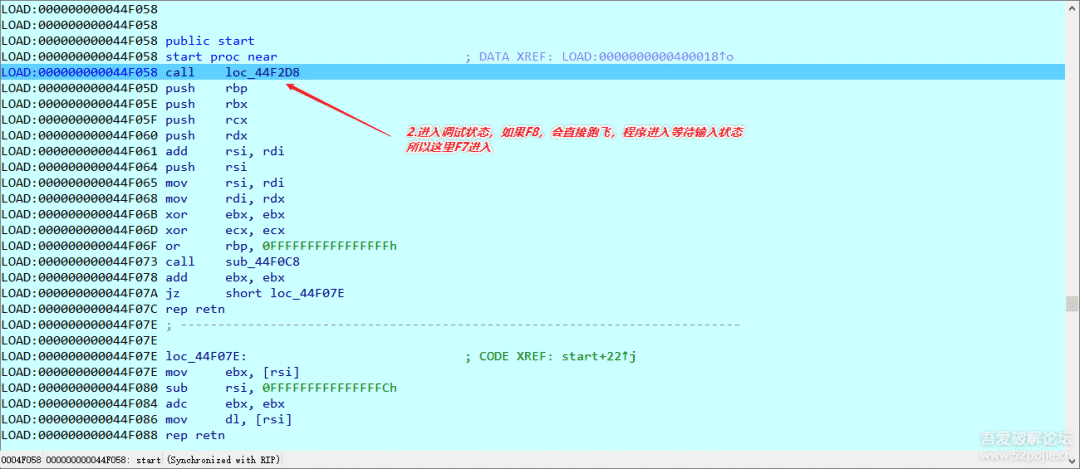 LOAD:000000000044F058
LOAD:000000000044F058
LOAD:000000000044F058 public start
LOAD:000000000044F058 start proc near ; DATA XREF: LOAD:0000000000400018↑o
LOAD:000000000044F058 call loc_44F2D8
LOAD:000000000044F05D push rbp
LOAD:000000000044F05E push rbx
LOAD:000000000044F05F push rcx
LOAD:000000000044F060 push rdx
2.进入调试状态，如果F8，会直接跑飞，程序进入等待输入状态
所以这里F7进入
LOAD:000000000044F061 add rsi, rdi
LOAD:000000000044F064 push rsi
LOAD:000000000044F065 mov rsi, rdi
LOAD:000000000044F068 mov rdi, rdx
LOAD:000000000044F06B xor ebx, ebx
LOAD:000000000044F06D xor ecx, ecx
LOAD:000000000044F06F or rbp, 0FFFFFFFFFFFFFFFFh
LOAD:000000000044F073 call sub_44F0C8
LOAD:000000000044F078 add ebx, ebx
LOAD:000000000044F07A jz short loc_44F07E
LOAD:000000000044F07C rep retn
LOAD:000000000044F07E ; ---------------------------------------------------------------------------
LOAD:000000000044F07E
LOAD:000000000044F07E loc_44F07E: ; CODE XREF: start+22↑j
LOAD:000000000044F07E mov ebx, [rsi]
LOAD:000000000044F080 sub rsi, 0FFFFFFFFFFFFFFFCh
LOAD:000000000044F084 adc ebx, ebx
LOAD:000000000044F086 mov dl, [rsi]
LOAD:000000000044F088 rep retn
0004F058 000000000044F058: start (Synchronized with RIP)
吾爱破解论坛
www.52pojie.cn